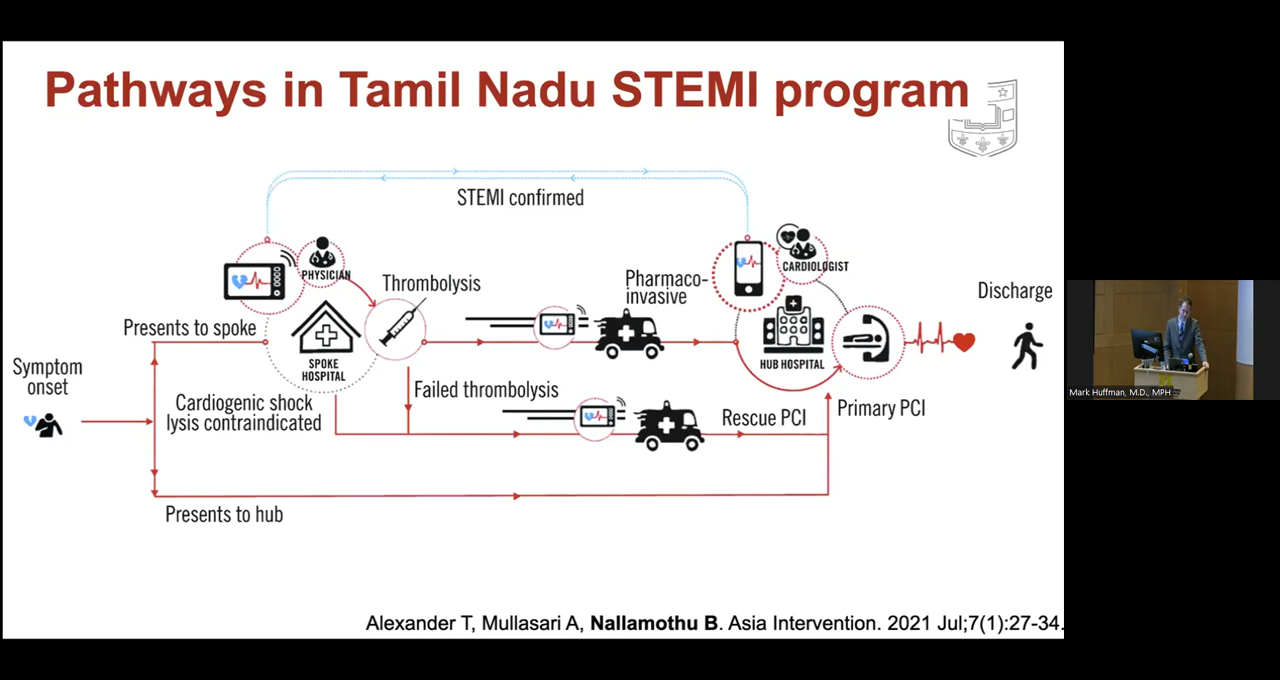 Pathways in Tamil Nadu STEMI program
STEMI confirmed
PHYSICIAN
Thrombolysis
Pharmaco-
invasive
CARDIOLOGIST
Discharge
Presents to spoke
SPOKE
HOSPITAL
HUB HOSPITAL
Symptom
onset
Failed thrombolysis
Cardiogenic shock
lysis contraindicated
Rescue PCI
Primary PCI
Presents to hub
Alexander T, Mullasari A, Nallamothu B. Asia Intervention. 2021 Jul;7(1):27-34.
Mark Huffman, M.D., MPH